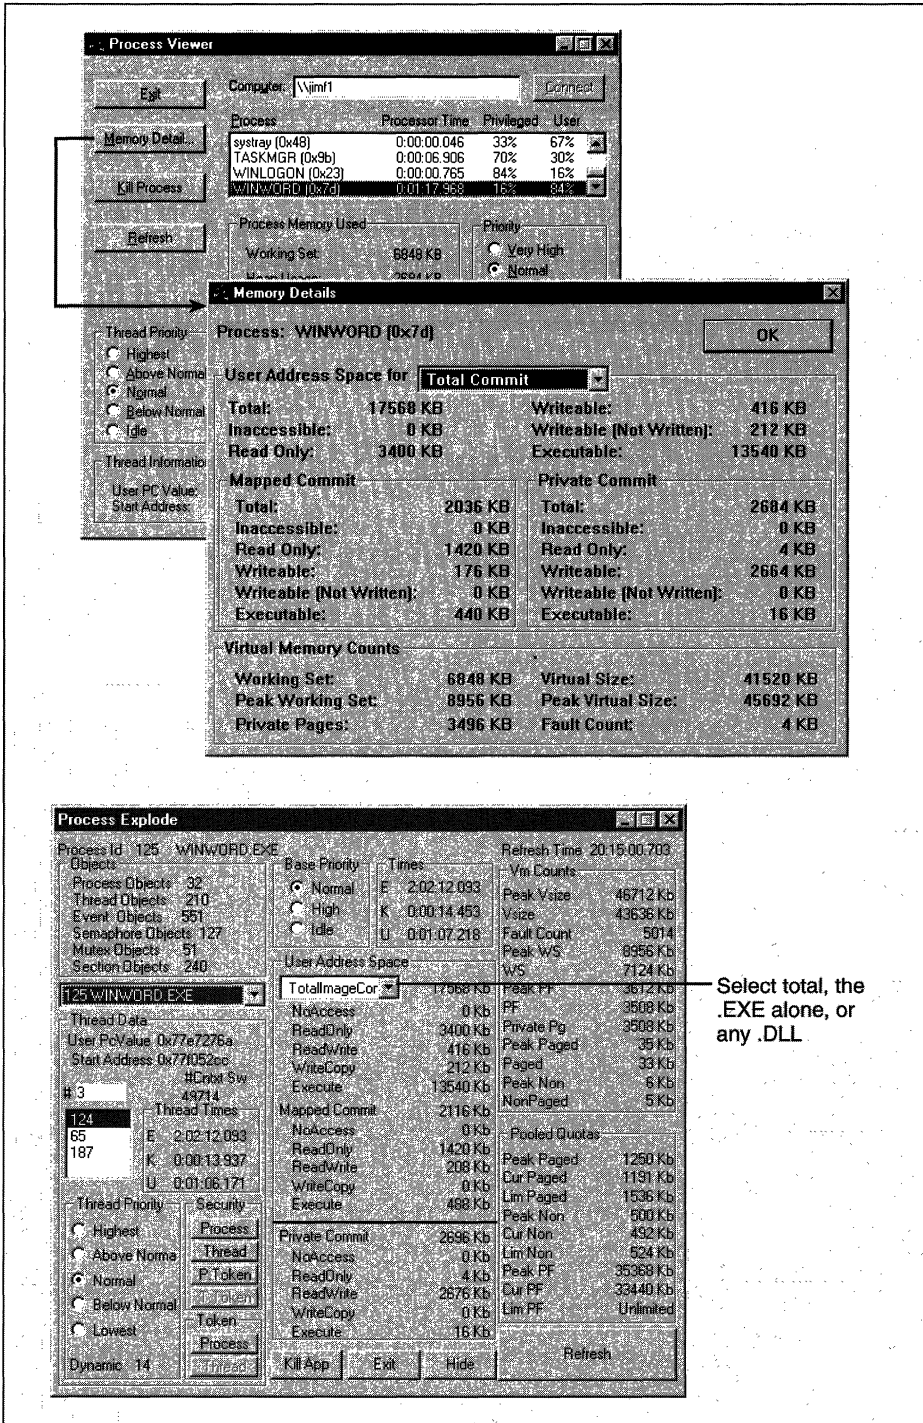 Process Viewer
Exit
Computer: \\jimf1
Connect
Memory Detail...
Process Processor Time Privileged User
systray (0x48) 0:00:00.046 33% 67%
TASKMGR (0x9b) 0:00:06.906 70% 30%
WINLOGON (0x23) 0:00:00.765 84% 16%
WINWORD (0x7d) 0:01:17.968 16% 84%
Kill Process
Refresh
Process Memory Used
Working Set: 6848 KB
Heap Usage: 2684 KB
Priority
Very High
Normal
Thread Priority
Highest
Above Normal
Normal
Below Normal
Idle
Thread Informatio
User PC Value:
Start Address:
Memory Details
Process: WINWORD (0x7d)
OK
User Address Space for Total Commit
Total: 17568 KB Writeable: 416 KB
Inaccessible: 0 KB Writeable (Not Written): 212 KB
Read Only: 3400 KB Executable: 13540 KB
Mapped Commit
Total: 2036 KB
Inaccessible: 0 KB
Read Only: 1420 KB
Writeable: 176 KB
Writeable (Not Written): 0 KB
Executable: 440 KB
Private Commit
Total: 2684 KB
Inaccessible: 0 KB
Read Only: 4 KB
Writeable: 2664 KB
Writeable (Not Written): 0 KB
Executable: 16 KB
Virtual Memory Counts
Working Set: 6848 KB Virtual Size: 41520 KB
Peak Working Set: 8956 KB Peak Virtual Size: 45692 KB
Private Pages: 3496 KB Fault Count: 4 KB
Process Explode
Process Id 125 WINWORD.EXE
Refresh Time 20:15:00.703
Objects
Process Objects 32
Thread Objects 210
Event Objects 551
Semaphore Objects 127
Mutex Objects 51
Section Objects 240
125 WINWORD.EXE
Thread Data
User PcValue 0x77e7276a
Start Address 0x77f052cc
#Cntxt Sw
# 3 49714
124
65
187
Thread Times
E 2:02:12.093
K 0:00:13.937
U 0:01:06.171
Thread Priority
Highest
Above Norma
Normal
Below Normal
Lowest
Dynamic 14
Security
Process
Thread
P.Token
T.Token
Token
Process
Thread
Base Priority
Normal
High
Idle
Times
E 2:02:12.093
K 0:00:14.453
U 0:01:07.218
User Address Space
TotalImageCor 17568 Kb
NoAccess 0 Kb
ReadOnly 3400 Kb
ReadWrite 416 Kb
WriteCopy 212 Kb
Execute 13540 Kb
Mapped Commit 2116 Kb
NoAccess 0 Kb
ReadOnly 1420 Kb
ReadWrite 208 Kb
WriteCopy 0 Kb
Execute 488 Kb
Private Commit 2696 Kb
NoAccess 0 Kb
ReadOnly 4 Kb
ReadWrite 2676 Kb
WriteCopy 0 Kb
Execute 16 Kb
Kill App
Exit
Hide
Vm Counts
Peak Vsize 46712 Kb
Vsize 43636 Kb
Fault Count 5014
Peak WS 8956 Kb
WS 7124 Kb
Peak PF 3612 Kb
PF 3508 Kb
Private Pg 3508 Kb
Peak Paged 35 Kb
Paged 33 Kb
Peak Non 6 Kb
NonPaged 5 Kb
Pooled Quotas
Peak Paged 1250 Kb
Cur Paged 1191 Kb
Lim Paged 1536 Kb
Peak Non 500 Kb
Cur Non 492 Kb
Lim Non 524 Kb
Peak PF 35368 Kb
Cur PF 33440 Kb
Lim PF Unlimited
Refresh
Select total, the
.EXE alone, or
any .DLL